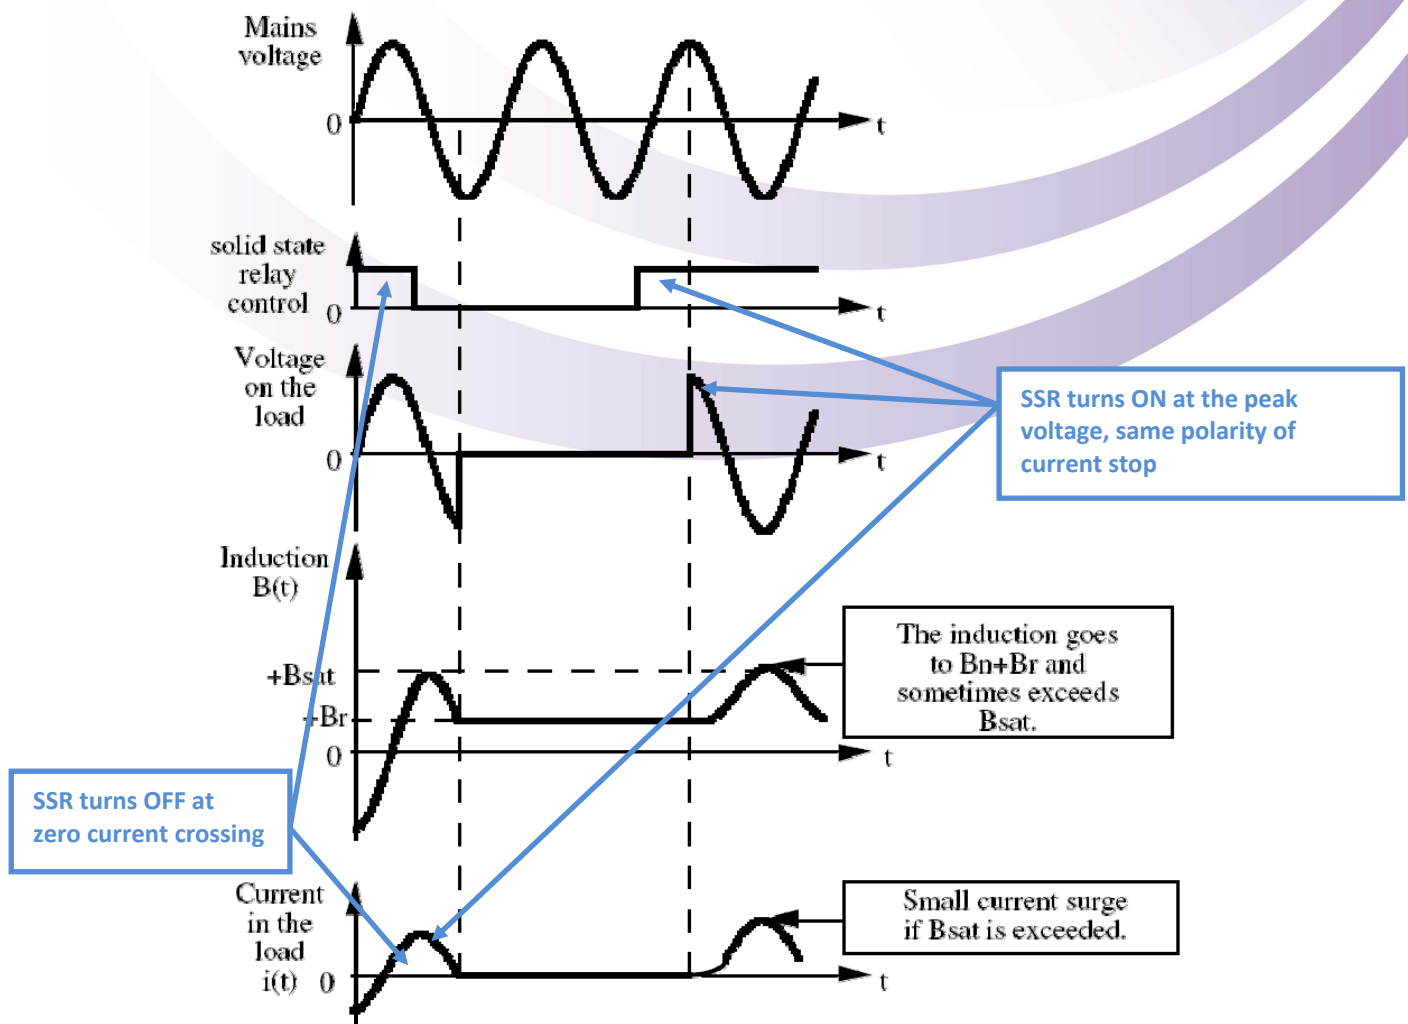 Mains
voltage
0
t
solid state
relay
control
0
t
Voltage
on the
load
0
t
SSR turns ON at the peak
voltage, same polarity of
current stop
Induction
B(t)
+Bsat
+Br
0
t
The induction goes
to Bn+Br and
sometimes exceeds
Bsat.
SSR turns OFF at
zero current crossing
Current
in the
load
i(t)
0
t
Small current surge
if Bsat is exceeded.